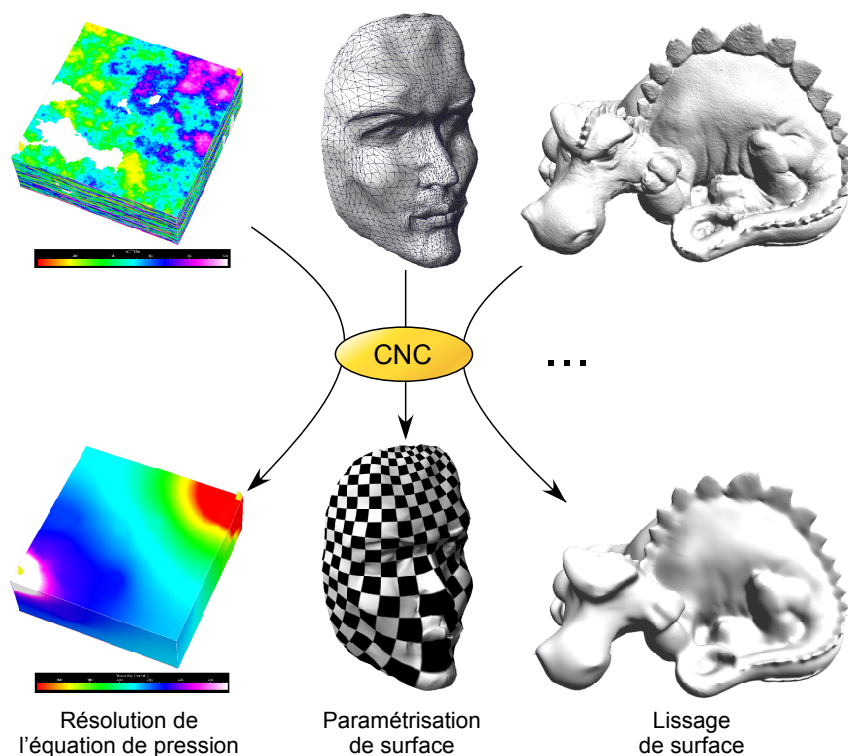 CNC
...
Résolution de
l'équation de pression
Paramétrisation
de surface
Lissage
de surface